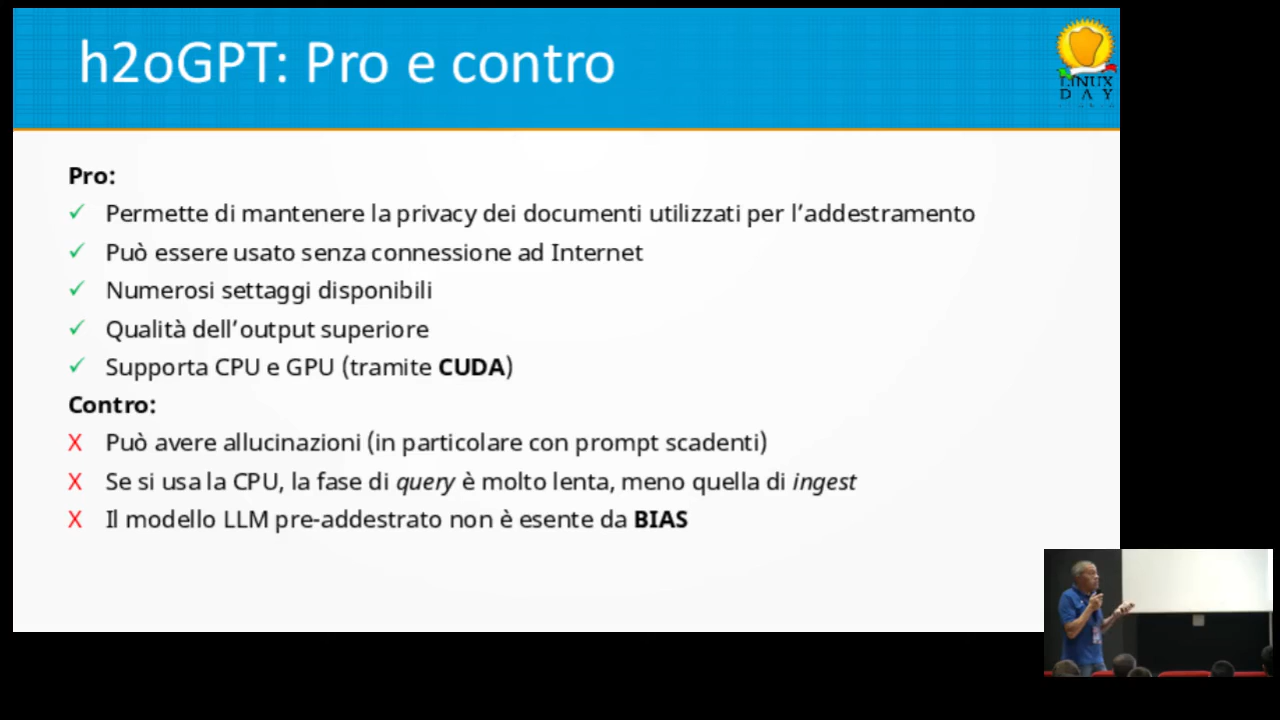 h2oGPT: Pro e contro
LINUX
DAY
Pro:
✓ Permette di mantenere la privacy dei documenti utilizzati per l’addestramento
✓ Può essere usato senza connessione ad Internet
✓ Numerosi settaggi disponibili
✓ Qualità dell’output superiore
✓ Supporta CPU e GPU (tramite CUDA)
Contro:
X Può avere allucinazioni (in particolare con prompt scadenti)
X Se si usa la CPU, la fase di query è molto lenta, meno quella di ingest
X Il modello LLM pre-addestrato non è esente da BIAS